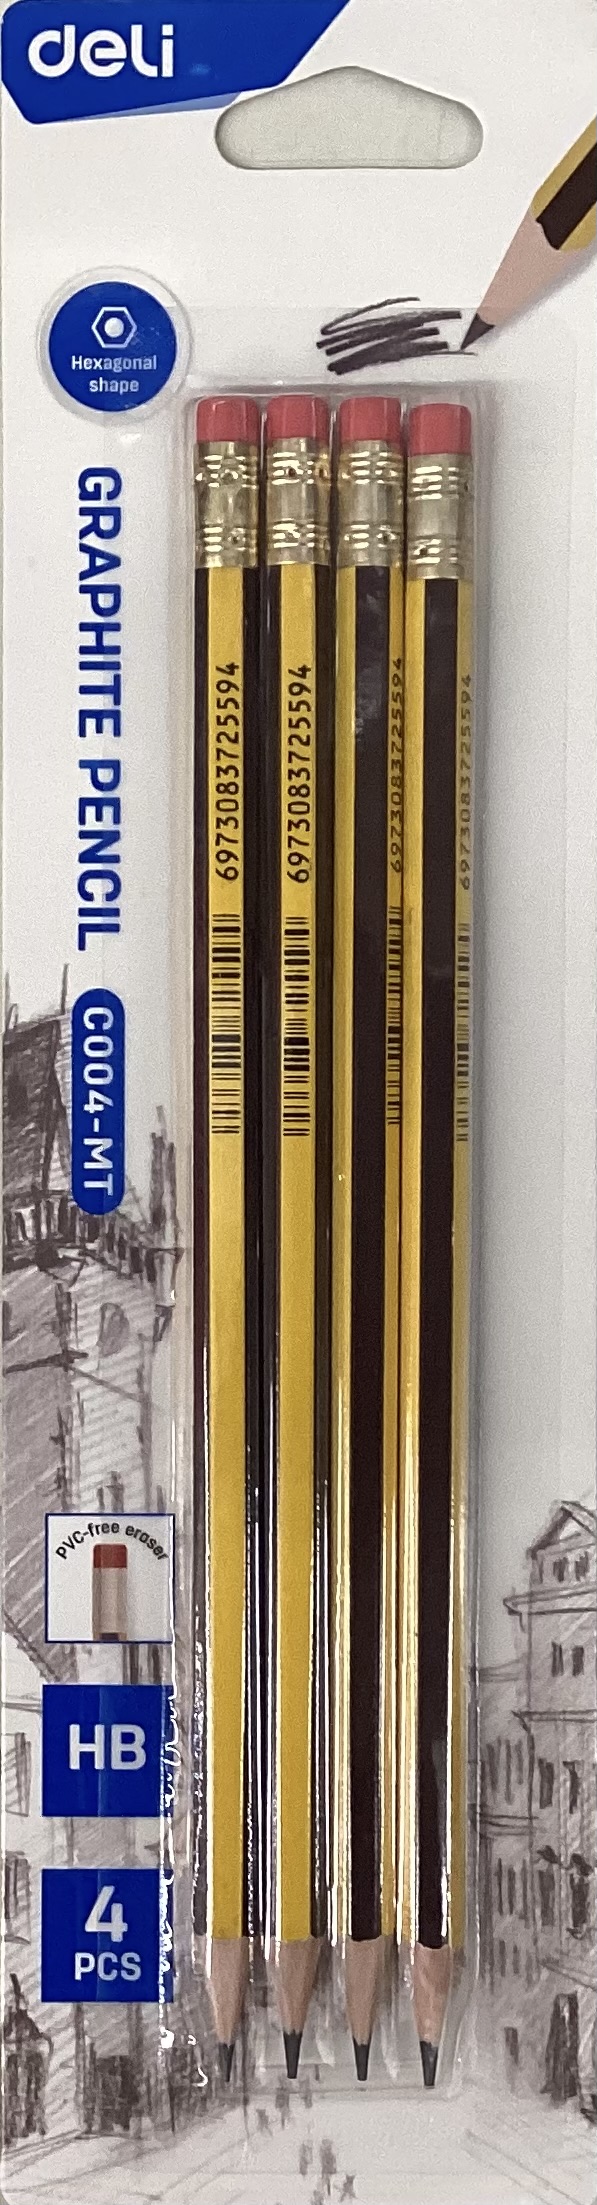 deli
Hexagonal
shape
GRAPHITE PENCIL C004-MT
6973083725594
6973083725594
6973083725594
6973083725594
PVC-free eraser
HB
4
PCS